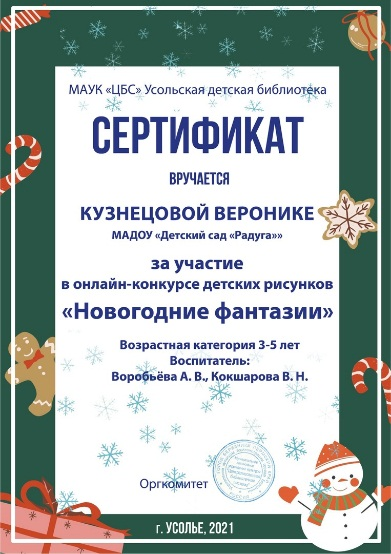 МАУК «ЦБС» Усольская детская библиотека
СЕРТИФИКАТ
ВРУЧАЕТСЯ
КУЗНЕЦОВОЙ ВЕРОНИКЕ
МАДОУ «Детский сад «Радуга»»
за участие
в онлайн-конкурсе детских рисунков
«Новогодние фантазии»
Возрастная категория 3-5 лет
Воспитатель:
Воробьёва А. В., Кокшарова В. Н.
Оргкомитет
г. УСОЛЬЕ, 2021